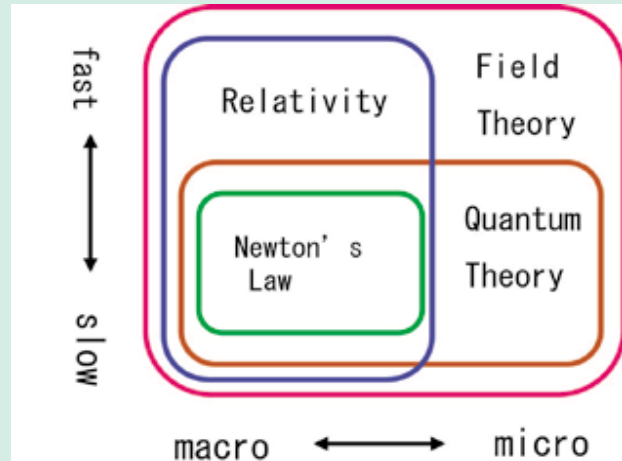 fast
slow
Relativity
Field
Theory
Newton's
Law
Quantum
Theory
macro
micro